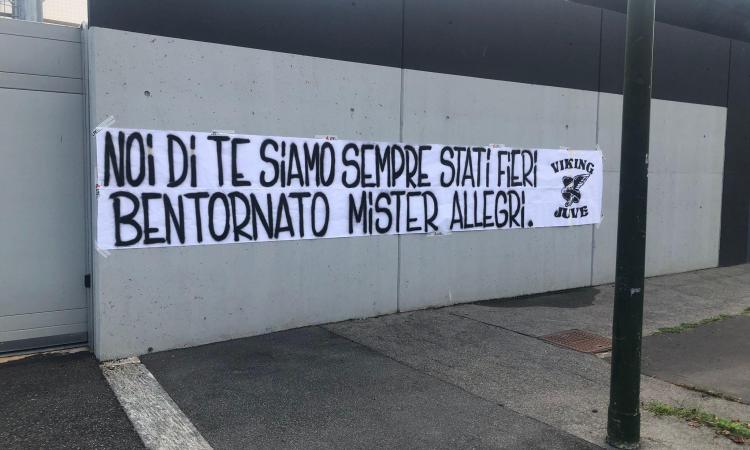 NOi Di TE SiAMO SEMPRE STATi FiERi
BENTORNATO MiSTER ALLEGRi.
VIKING
JUVE